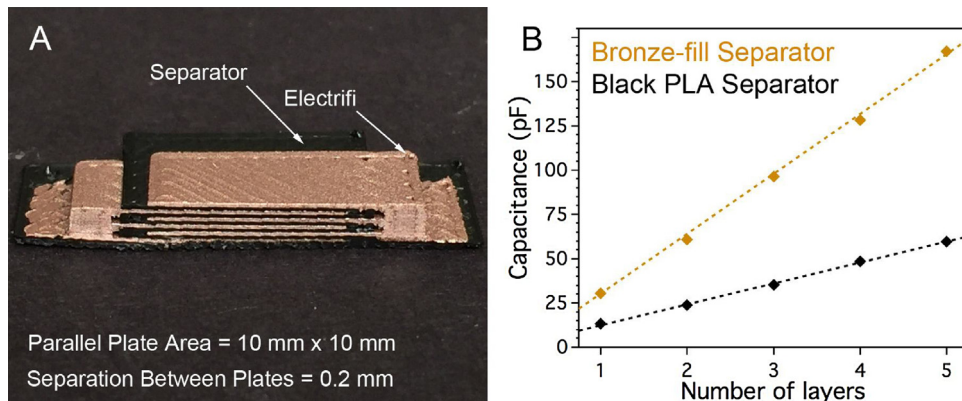 A
Separator
Electrifi
Parallel Plate Area = 10 mm x 10 mm
Separation Between Plates = 0.2 mm
B
Bronze-fill Separator
Black PLA Separator
Capacitance (pF)
175
150
125
100
75
50
25
0
1 2 3 4 5
Number of layers